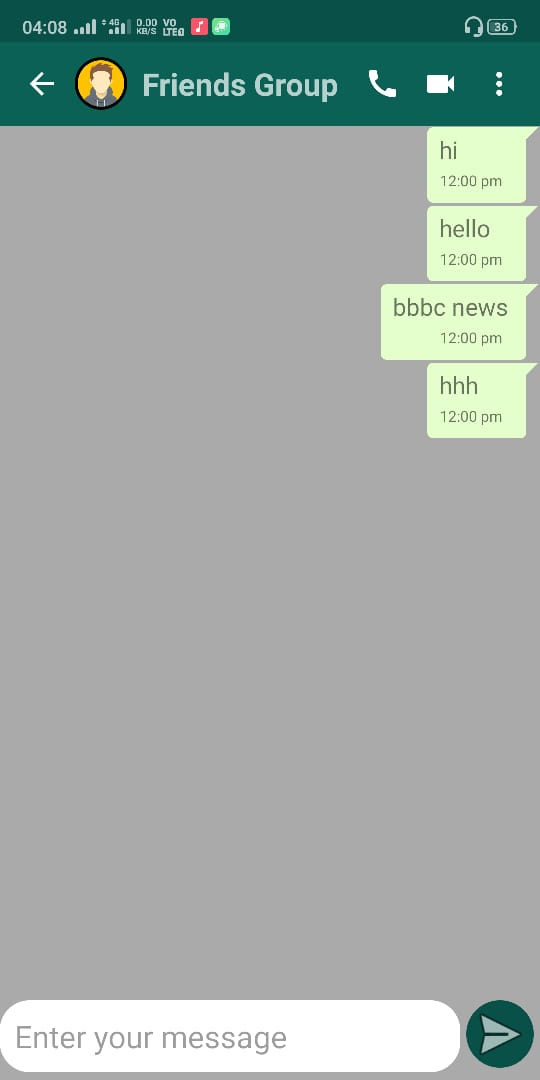 04:08 4G 0.00 KB/S VO LTE 36
Friends Group
hi
12:00 pm
hello
12:00 pm
bbbc news
12:00 pm
hhh
12:00 pm
Enter your message